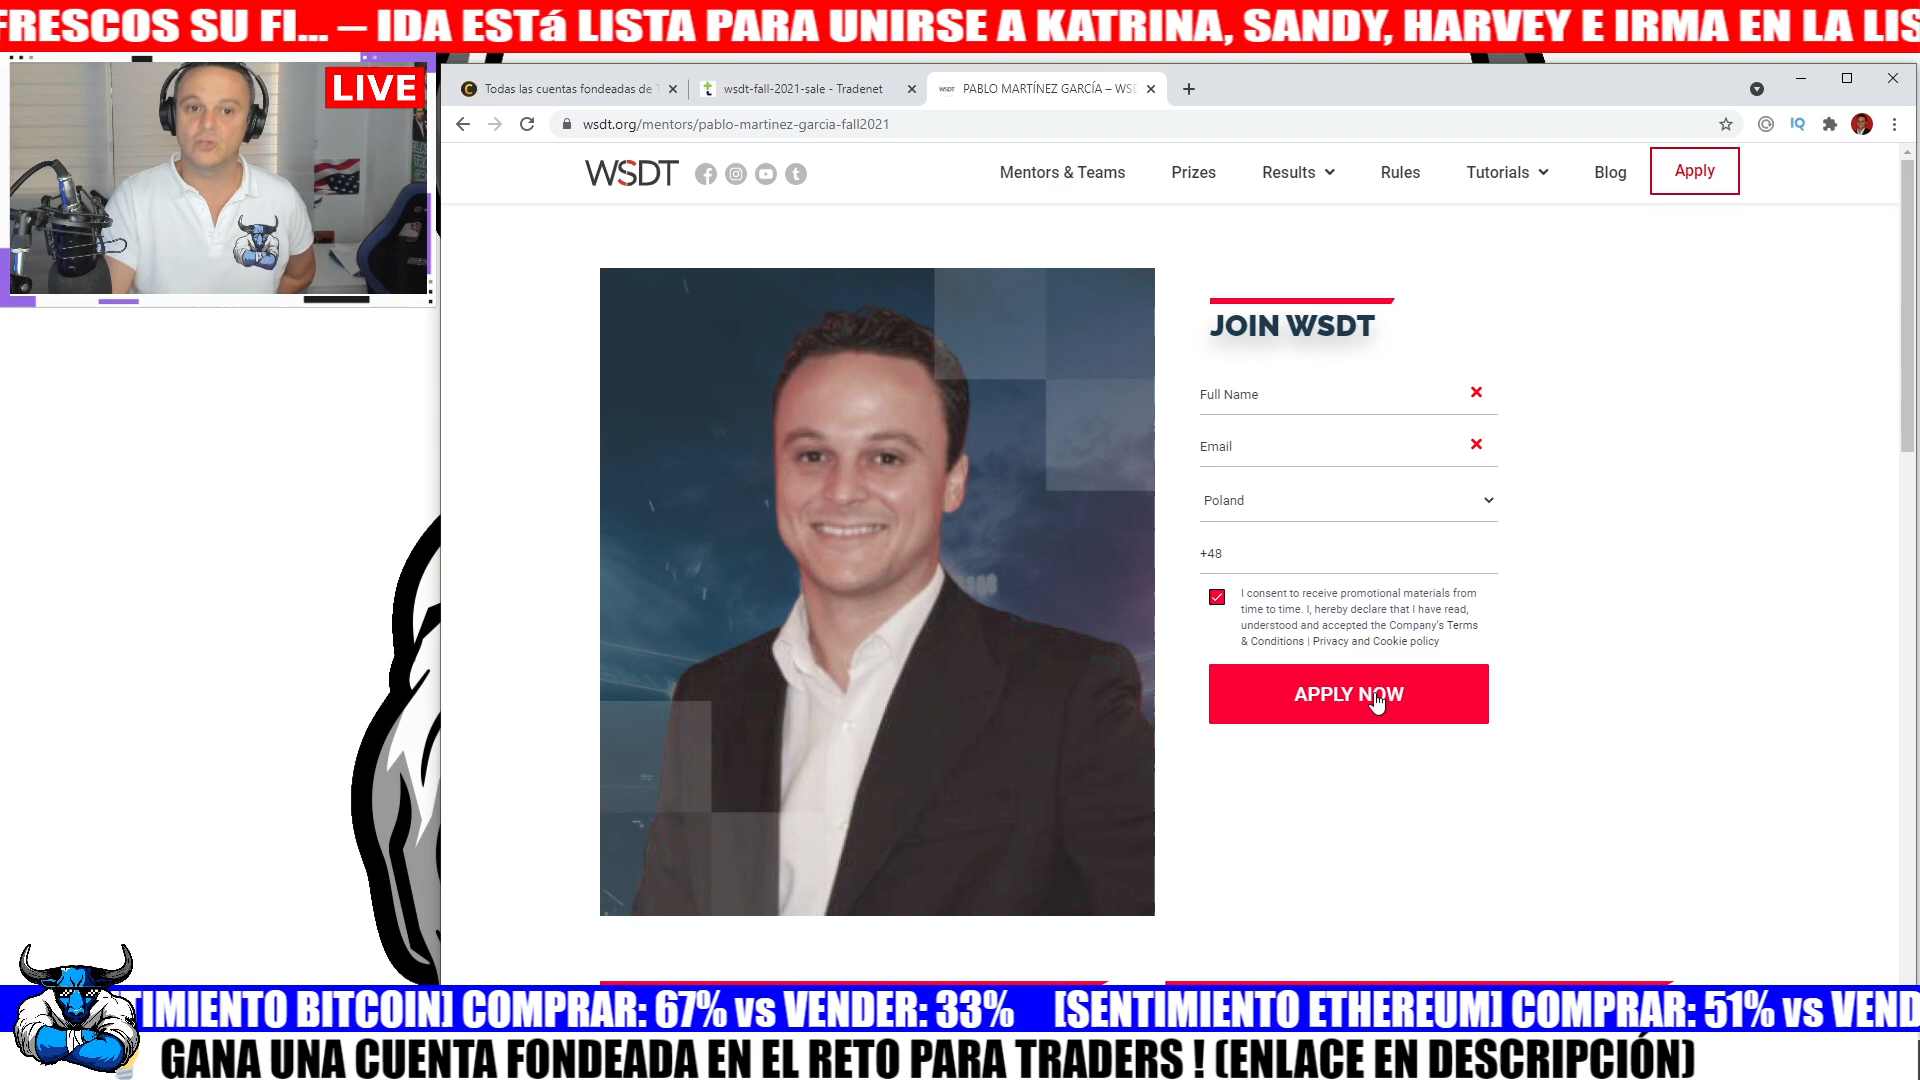 FRESCOS SU FI... – IDA ESTá LISTA PARA UNIRSE A KATRINA, SANDY, HARVEY E IRMA EN LA LIS
LIVE
Todas las cuentas fondeadas de T
wsdt-fall-2021-sale - Tradenet
WSDT PABLO MARTÍNEZ GARCÍA – WSD
wsdt.org/mentors/pablo-martinez-garcia-fall2021
IQ
WSDT
Mentors & Teams
Prizes
Results
Rules
Tutorials
Blog
Apply
JOIN WSDT
Full Name
Email
Poland
+48
I consent to receive promotional materials from
time to time. I, hereby declare that I have read,
understood and accepted the Company's Terms
& Conditions | Privacy and Cookie policy
APPLY NOW
TIMIENTO BITCOIN] COMPRAR: 67% vs VENDER: 33% [SENTIMIENTO ETHEREUM] COMPRAR: 51% vs VEND
GANA UNA CUENTA FONDEADA EN EL RETO PARA TRADERS ! (ENLACE EN DESCRIPCIÓN)